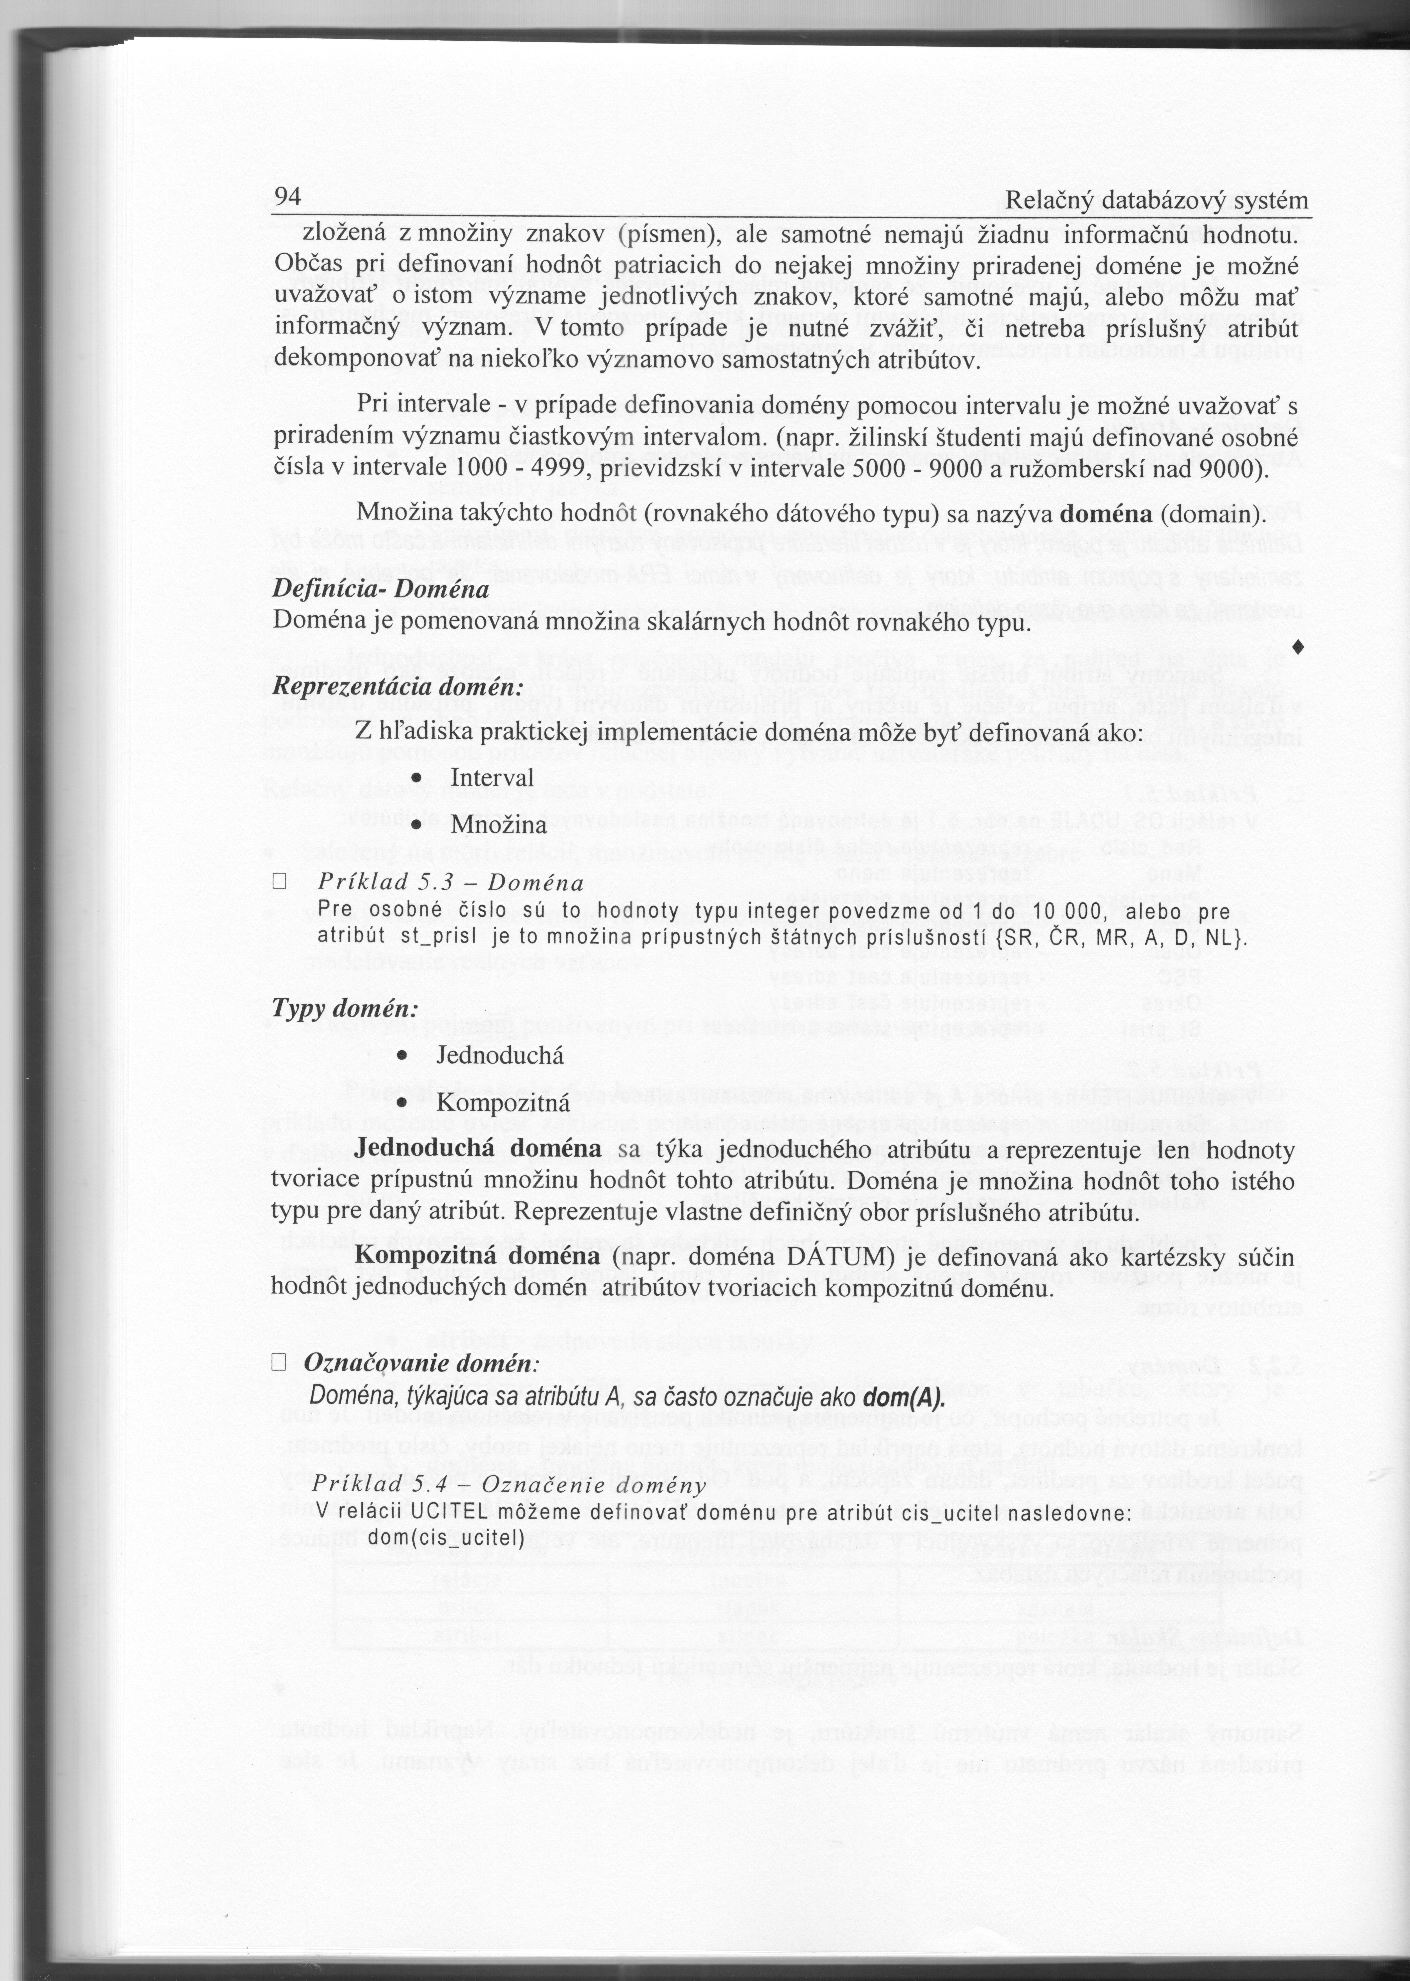 94 Relačný databázový systém
zložená z množiny znakov (písmen), ale samotné nemajú žiadnu informačnú hodnotu.
Občas pri definovaní hodnôt patriacich do nejakej množiny priradenej doméne je možné
uvažovať o istom význame jednotlivých znakov, ktoré samotné majú, alebo môžu mať
informačný význam. V tomto prípade je nutné zvážiť, či netreba príslušný atribút
dekomponovať na niekoľko významovo samostatných atribútov.
Pri intervale - v prípade definovania domény pomocou intervalu je možné uvažovať s
priradením významu čiastkovým intervalom. (napr. žilinskí študenti majú definované osobné
čísla v intervale 1000 - 4999, prievidzskí v intervale 5000 - 9000 a ružomberskí nad 9000).
Množina takýchto hodnôt (rovnakého dátového typu) sa nazýva doména (domain).
Definícia- Doména
Doména je pomenovaná množina skalárnych hodnôt rovnakého typu.
♦
Reprezentácia domén:
Z hľadiska praktickej implementácie doména môže byť definovaná ako:
• Interval
• Množina
□ Príklad 5.3 – Doména
Pre osobné číslo sú to hodnoty typu integer povedzme od 1 do 10 000, alebo pre
atribút st_prisl je to množina prípustných štátnych príslušností {SR, ČR, MR, A, D, NL}.
Typy domén:
• Jednoduchá
• Kompozitná
Jednoduchá doména sa týka jednoduchého atribútu a reprezentuje len hodnoty
tvoriace prípustnú množinu hodnôt tohto atribútu. Doména je množina hodnôt toho istého
typu pre daný atribút. Reprezentuje vlastne definičný obor príslušného atribútu.
Kompozitná doména (napr. doména DÁTUM) je definovaná ako kartézsky súčin
hodnôt jednoduchých domén atribútov tvoriacich kompozitnú doménu.
□ Označovanie domén:
Doména, týkajúca sa atribútu A, sa často označuje ako dom(A).
Príklad 5.4 – Označenie domény
V relácii UCITEL môžeme definovať doménu pre atribút cis_ucitel nasledovne:
dom(cis_ucitel)